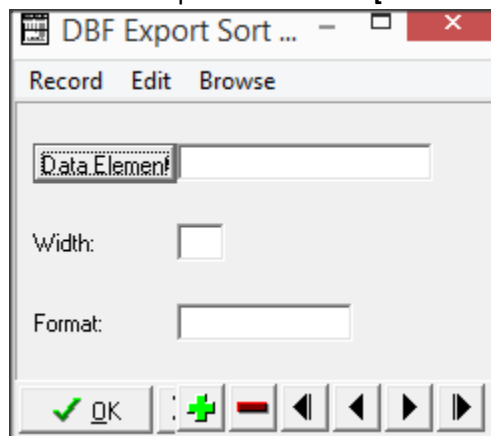 DBF Export Sort ...
Record Edit Browse
Data Element
Width:
Format:
OK